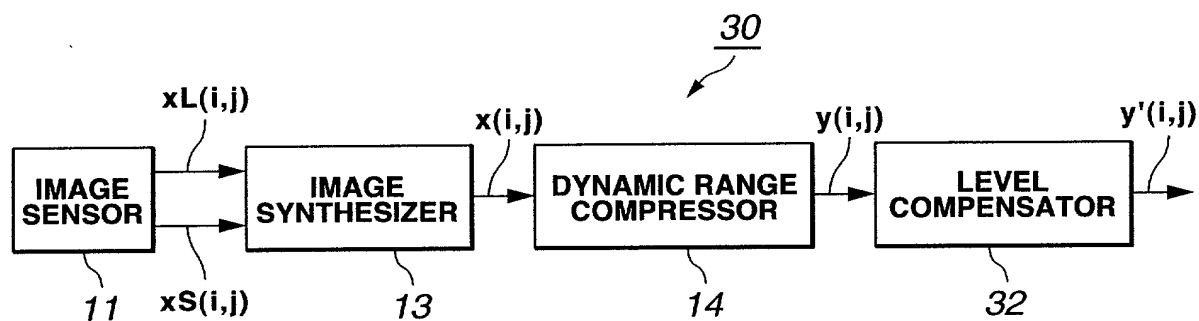 30
xL(i,j)
x(i,j)
y(i,j)
y'(i,j)
IMAGE
SENSOR
IMAGE
SYNTHESIZER
DYNAMIC RANGE
COMPRESSOR
LEVEL
COMPENSATOR
11
xS(i,j)
13
14
32